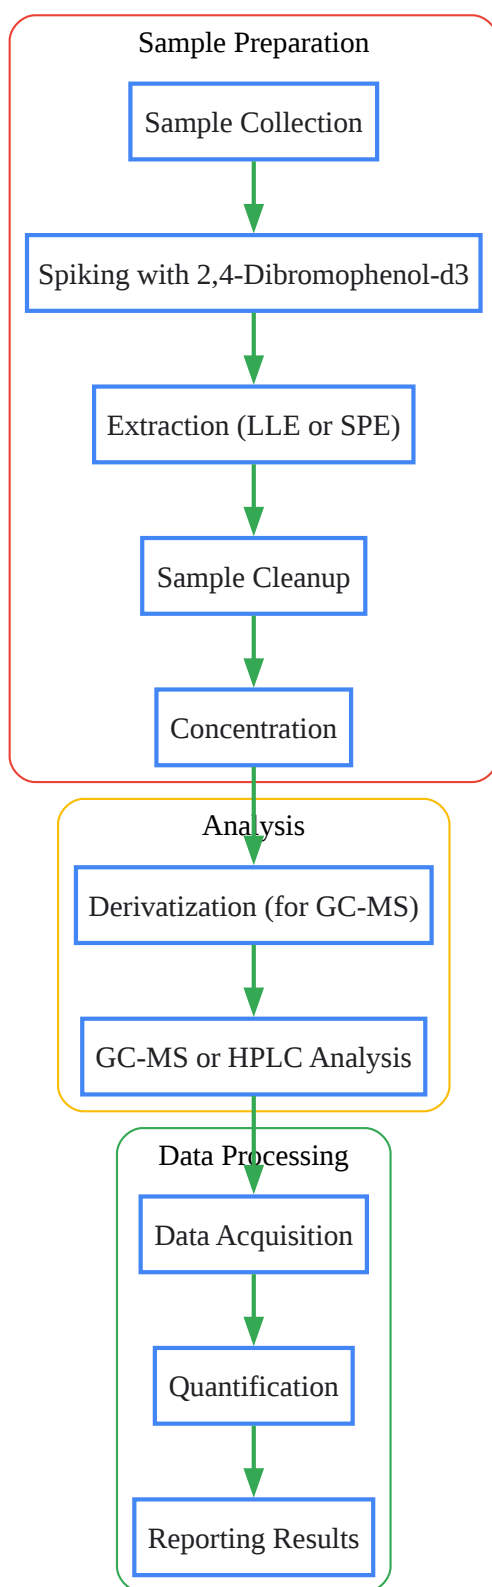 Sample Preparation
Sample Collection
Spiking with 2,4-Dibromophenol-d3
Extraction (LLE or SPE)
Sample Cleanup
Concentration
Analysis
Derivatization (for GC-MS)
GC-MS or HPLC Analysis
Data Processing
Data Acquisition
Quantification
Reporting Results